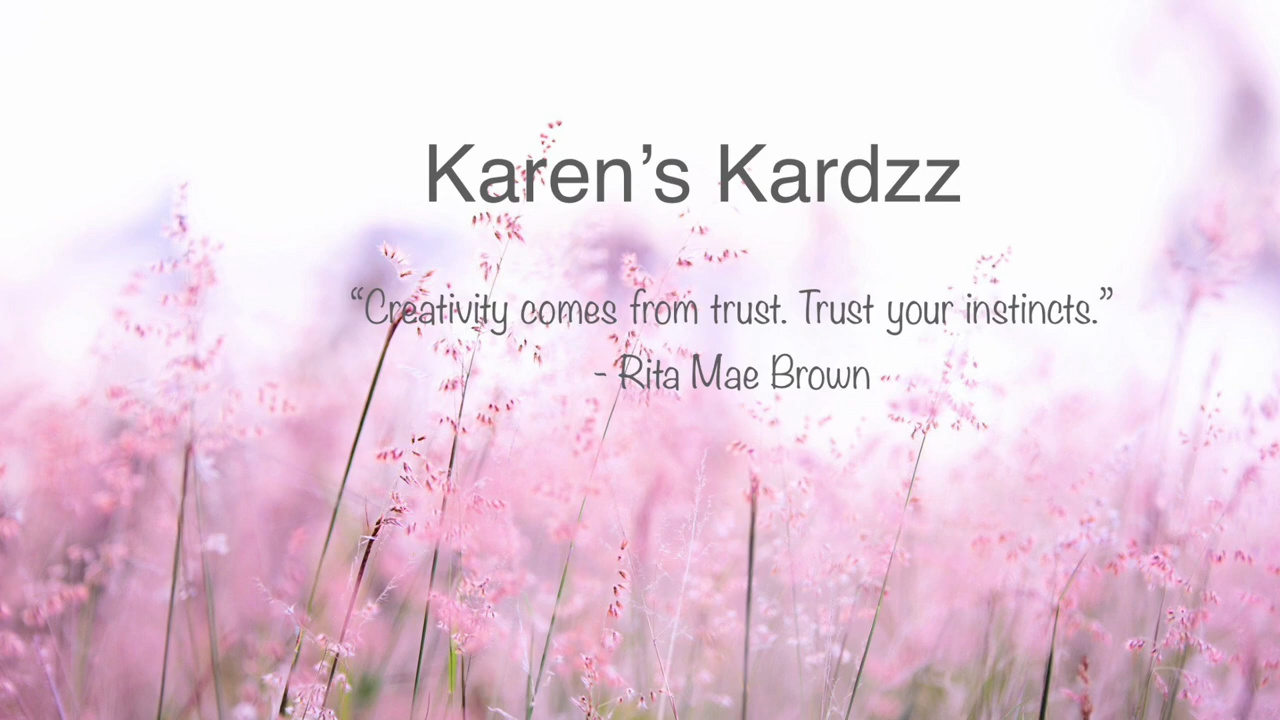 Karen’s Kardzz
“Creativity comes from trust. Trust your instincts.”
- Rita Mae Brown